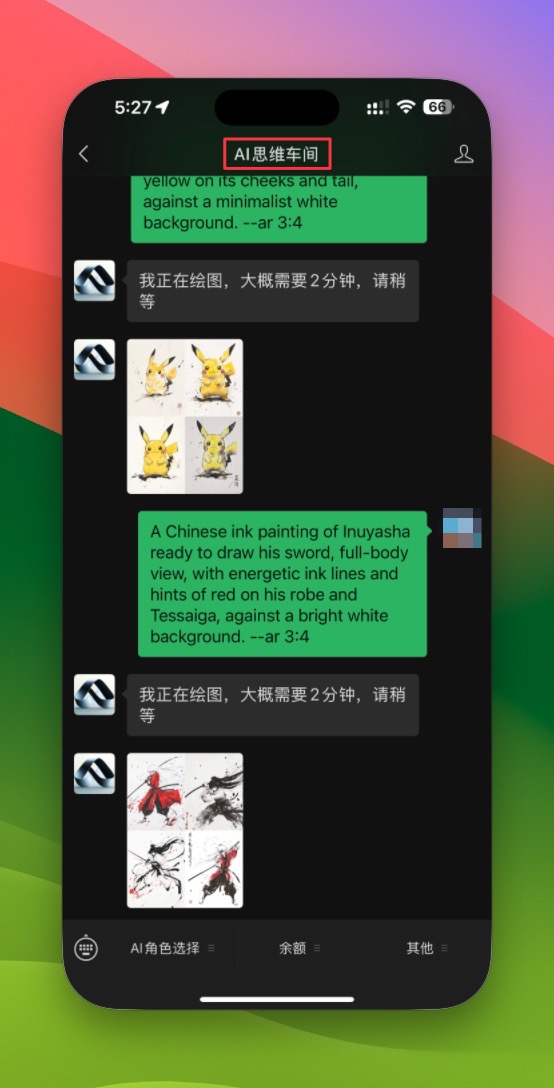 5:27
66
AI思维车间
yellow on its cheeks and tail,
against a minimalist white
background. --ar 3:4
我正在绘图，大概需要2分钟，请稍
等
A Chinese ink painting of Inuyasha
ready to draw his sword, full-body
view, with energetic ink lines and
hints of red on his robe and
Tessaiga, against a bright white
background. --ar 3:4
我正在绘图，大概需要2分钟，请稍
等
AI角色选择
余额
其他